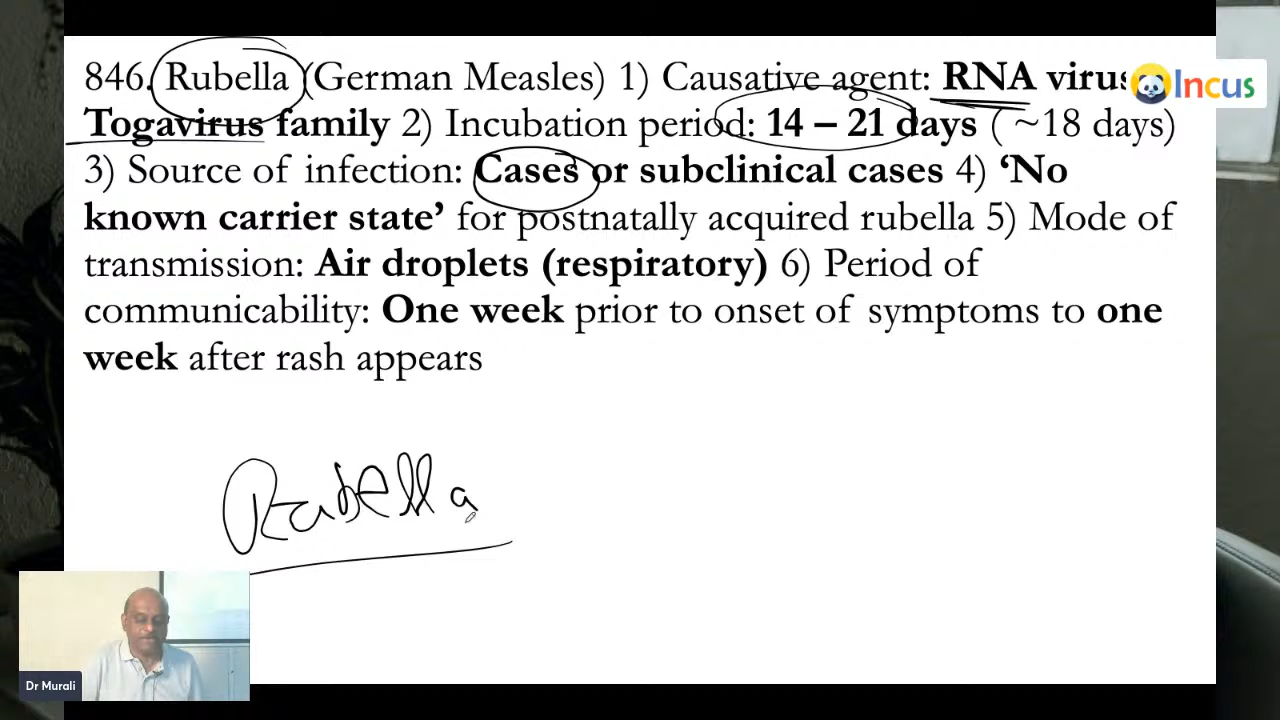 846. Rubella (German Measles) 1) Causative agent: RNA virus
Togavirus family 2) Incubation period: 14 – 21 days ( ~18 days)
3) Source of infection: Cases or subclinical cases 4) ‘No
known carrier state’ for postnatally acquired rubella 5) Mode of
transmission: Air droplets (respiratory) 6) Period of
communicability: One week prior to onset of symptoms to one
week after rash appears
Rubella
Incus
Dr Murali